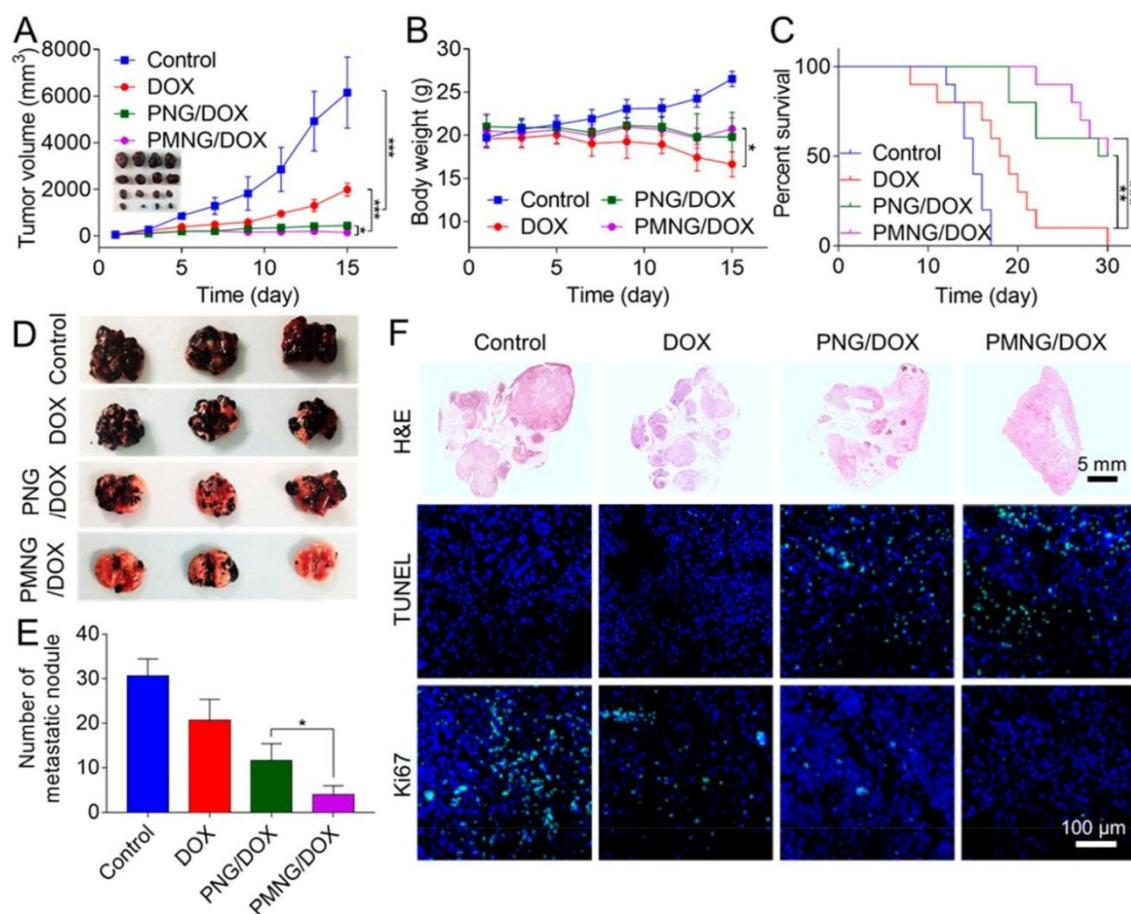 A
Tumor volume (mm³)
8000
6000
4000
2000
0
Control
DOX
PNG/DOX
PMNG/DOX
***
***
*
0
5
10
15
Time (day)
B
Body weight (g)
30
25
20
15
10
*
Control
DOX
PNG/DOX
PMNG/DOX
0
5
10
15
Time (day)
C
Percent survival
100
50
0
Control
DOX
PNG/DOX
PMNG/DOX
**
0
10
20
30
Time (day)
D
Control
DOX
PNG
/DOX
PMNG
/DOX
E
Number of
metastatic nodule
40
30
20
10
0
*
Control
DOX
PNG/DOX
PMNG/DOX
F
Control
DOX
PNG/DOX
PMNG/DOX
H&E
5 mm
TUNEL
Ki67
100 µm